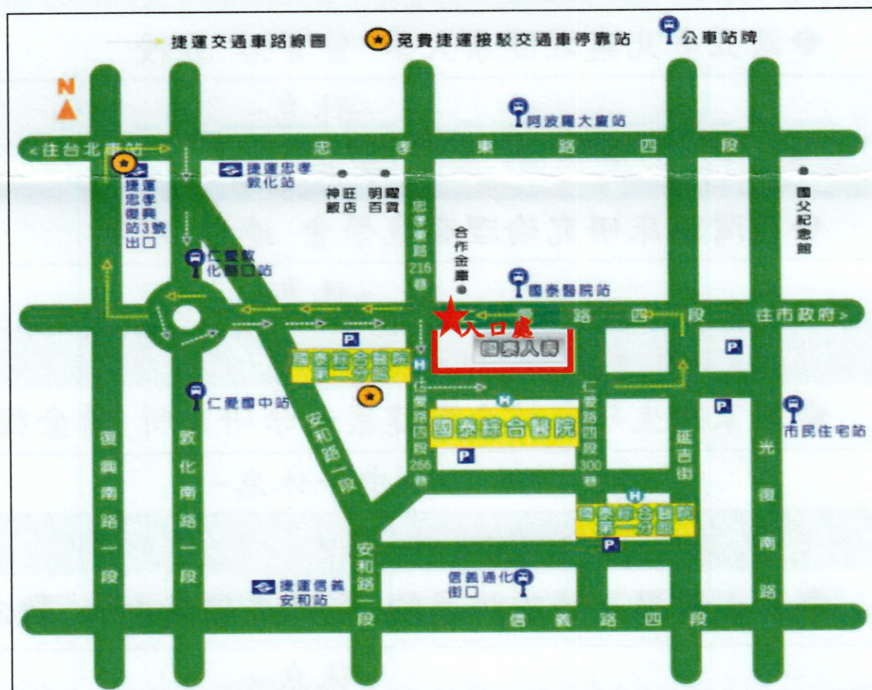 捷運交通車路線圖
免費捷運接駁交通車停靠站
公車站牌
N
阿波羅大廈站
<往台北車站
忠孝東路四段
捷運
忠孝
復興
站3號
出口
捷運忠孝
敦化站
神旺
飯店
明曜
百貨
忠孝東路216巷
合作金庫
國父紀念館
仁愛敦
化路口站
國泰醫院站
路四段
往市政府>
入口處
國泰人壽
P
國泰綜合醫院
第二分館
H
P
仁愛國中站
仁愛路四段266巷
H
國泰綜合醫院
P
仁愛路四段300巷
P
市民住宅站
復興南路一段
敦化南路一段
安和路一段
延吉街
光復南路
H
國泰綜合醫院
第一分館
P
安和路一段
捷運信義
安和站
信義通化
街口
信義路四段